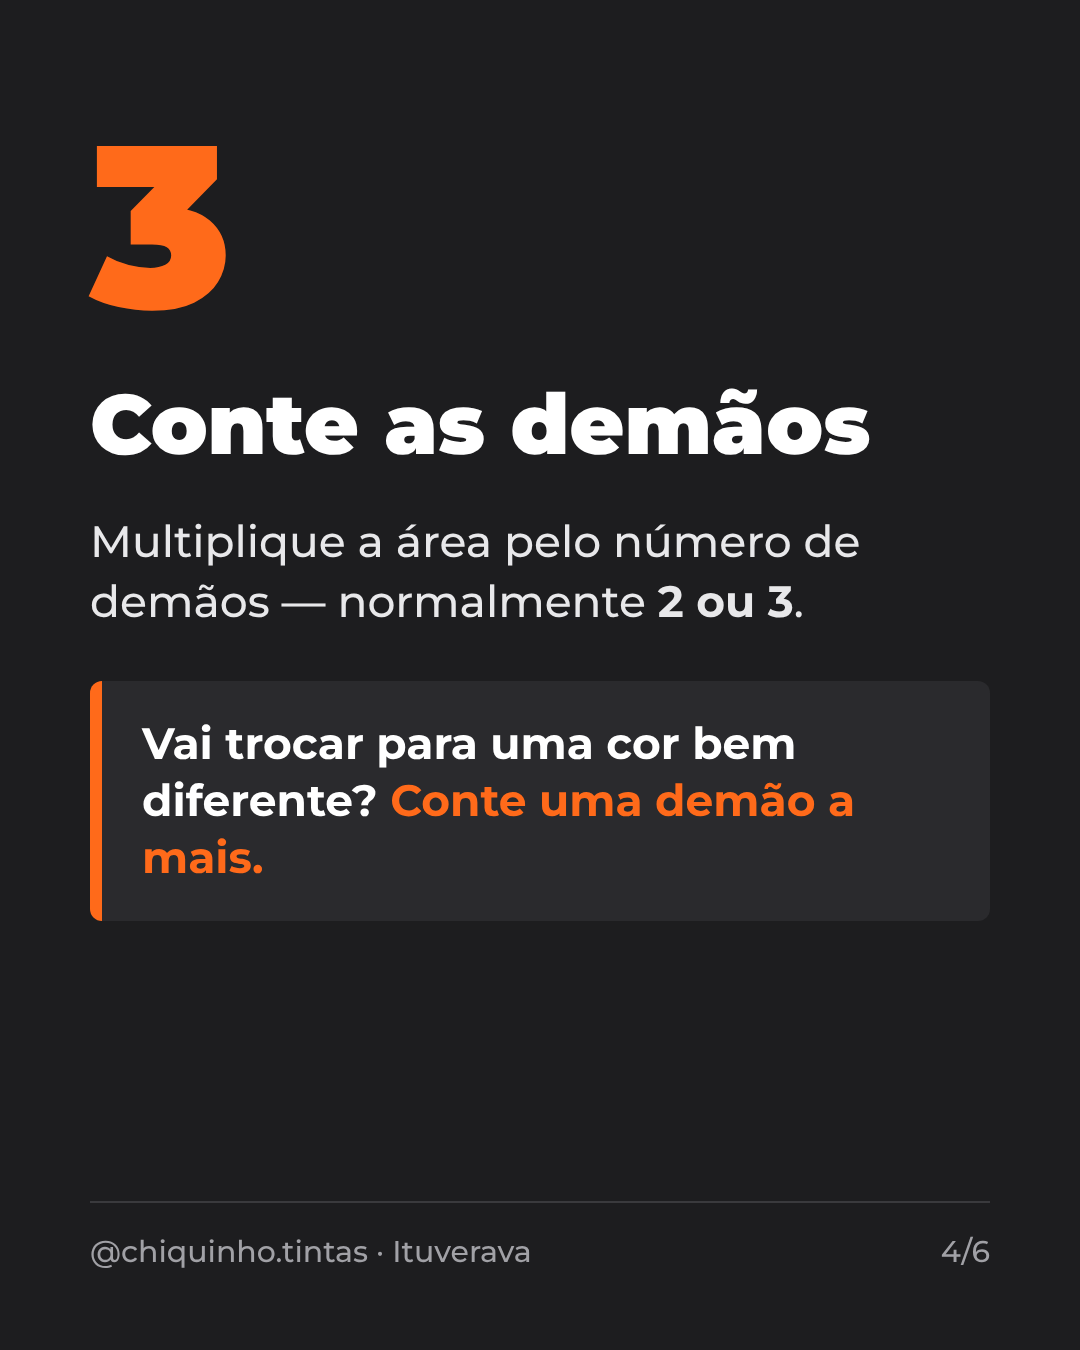 3
Conte as demãos
Multiplique a área pelo número de
demãos — normalmente 2 ou 3.
Vai trocar para uma cor bem
diferente? Conte uma demão a
mais.
@chiquinho.tintas · Ituverava
4/6